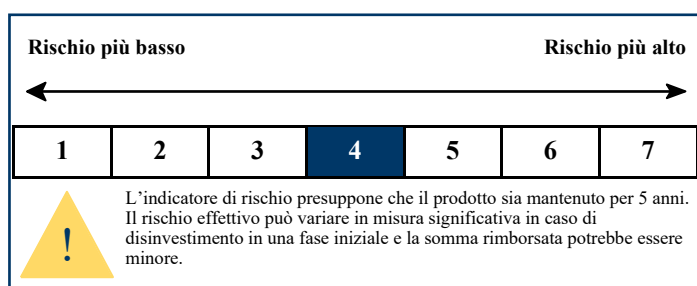 Rischio più basso Rischio più alto
1 2 3 4 5 6 7
L’indicatore di rischio presuppone che il prodotto sia mantenuto per 5 anni.
Il rischio effettivo può variare in misura significativa in caso di
disinvestimento in una fase iniziale e la somma rimborsata potrebbe essere
minore.
!